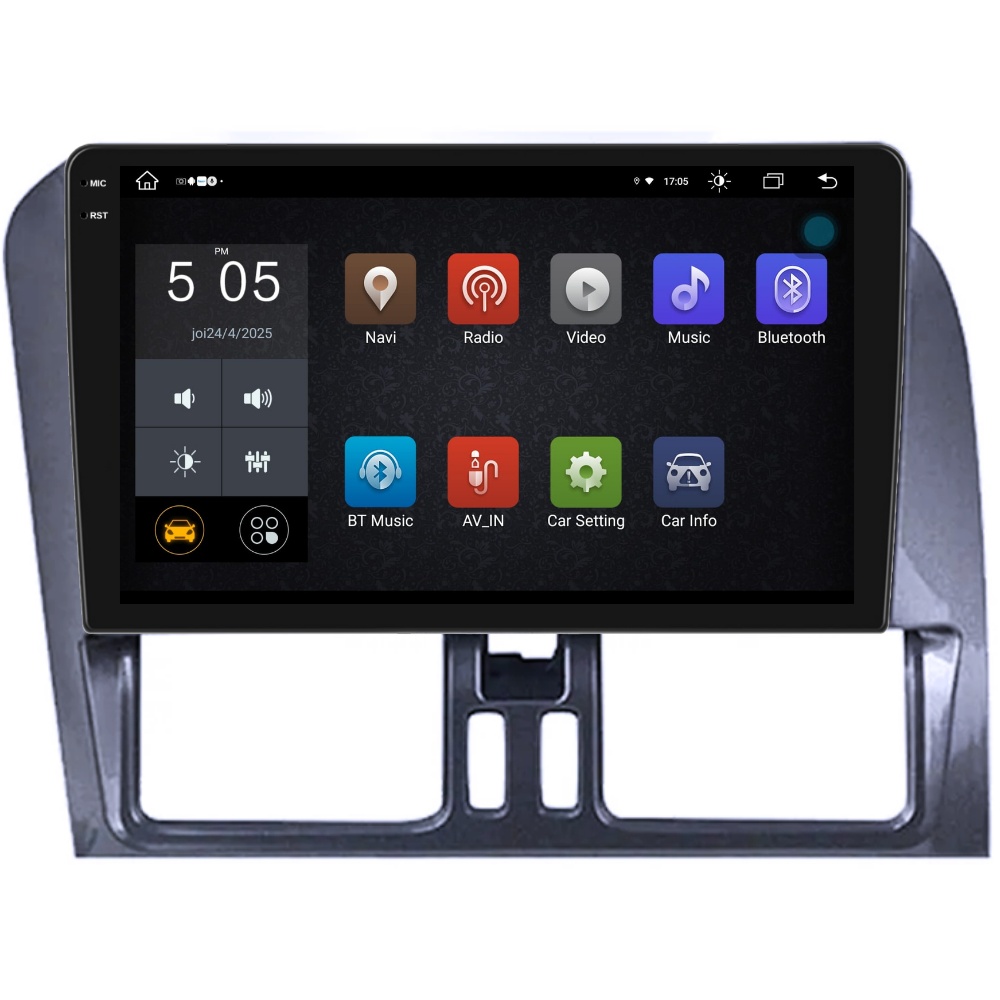 MIC
RST
17:05
PM
5 05
joi24/4/2025
Navi
Radio
Video
Music
Bluetooth
BT Music
AV_IN
Car Setting
Car Info